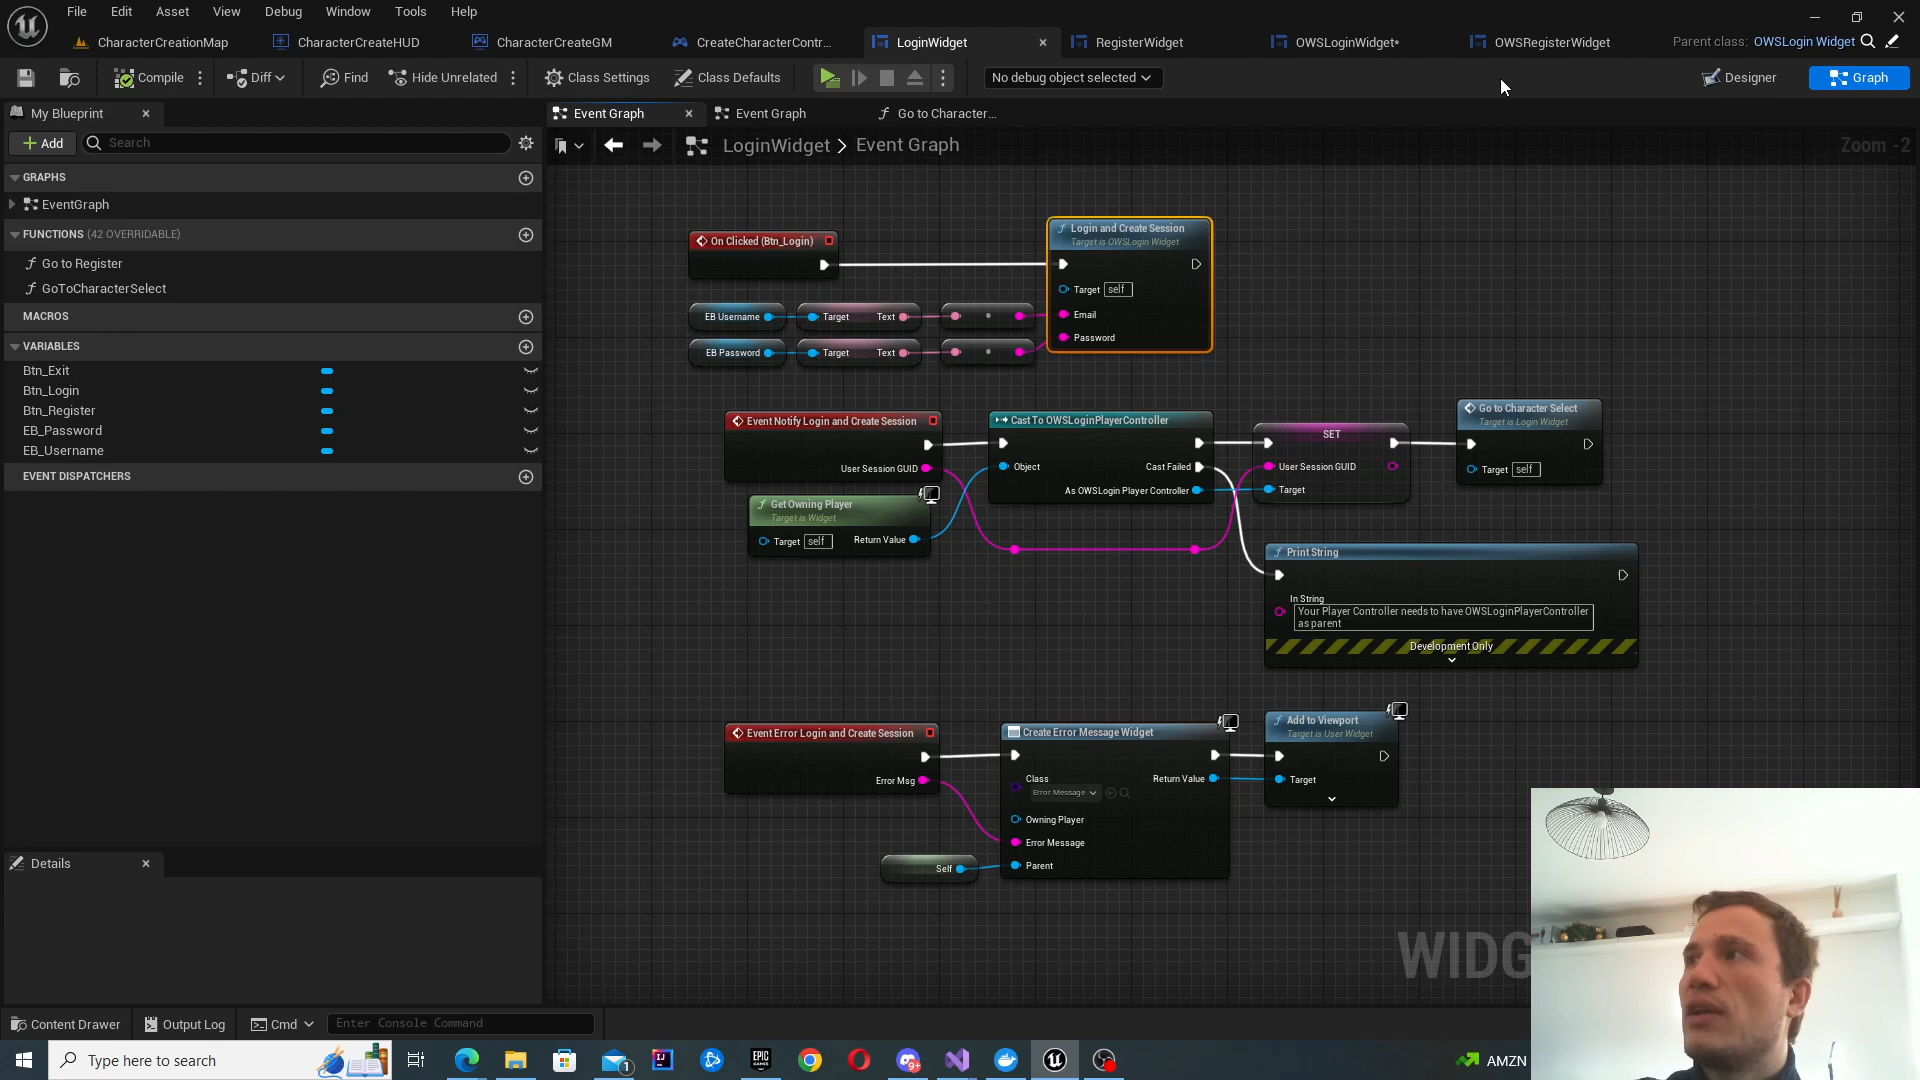 File Edit Asset View Debug Window Tools Help
CharacterCreationMap CharacterCreateHUD CharacterCreateGM CreateCharacterContr... LoginWidget RegisterWidget OWSLoginWidget* OWSRegisterWidget Parent class: OWSLogin Widget
Compile Diff Find Hide Unrelated Class Settings Class Defaults No debug object selected Designer Graph
My Blueprint
Event Graph Event Graph Go to Character...
Add Search
LoginWidget > Event Graph Zoom -2
GRAPHS
EventGraph
FUNCTIONS (42 OVERRIDABLE)
Go to Register
GoToCharacterSelect
MACROS
VARIABLES
Btn_Exit
Btn_Login
Btn_Register
EB_Password
EB_Username
EVENT DISPATCHERS
On Clicked (Btn_Login)
Login and Create Session
Target is OWSLogin Widget
Target self
Email
Password
EB Username Target Text
EB Password Target Text
Event Notify Login and Create Session
User Session GUID
Get Owning Player
Target is Widget
Target self Return Value
Cast To OWSLoginPlayerController
Object Cast Failed
As OWSLogin Player Controller
SET
User Session GUID
Target
Go to Character Select
Target is Login Widget
Target self
Print String
In String
Your Player Controller needs to have OWSLoginPlayerController
as parent
Development Only
Event Error Login and Create Session
Error Msg
Self
Create Error Message Widget
Class Return Value
Error Message
Owning Player
Error Message
Parent
Add to Viewport
Target is User Widget
Target
WIDG
Details
Content Drawer Output Log Cmd Enter Console Command
Type here to search
1
EPIC
GAMES
9+
AMZN